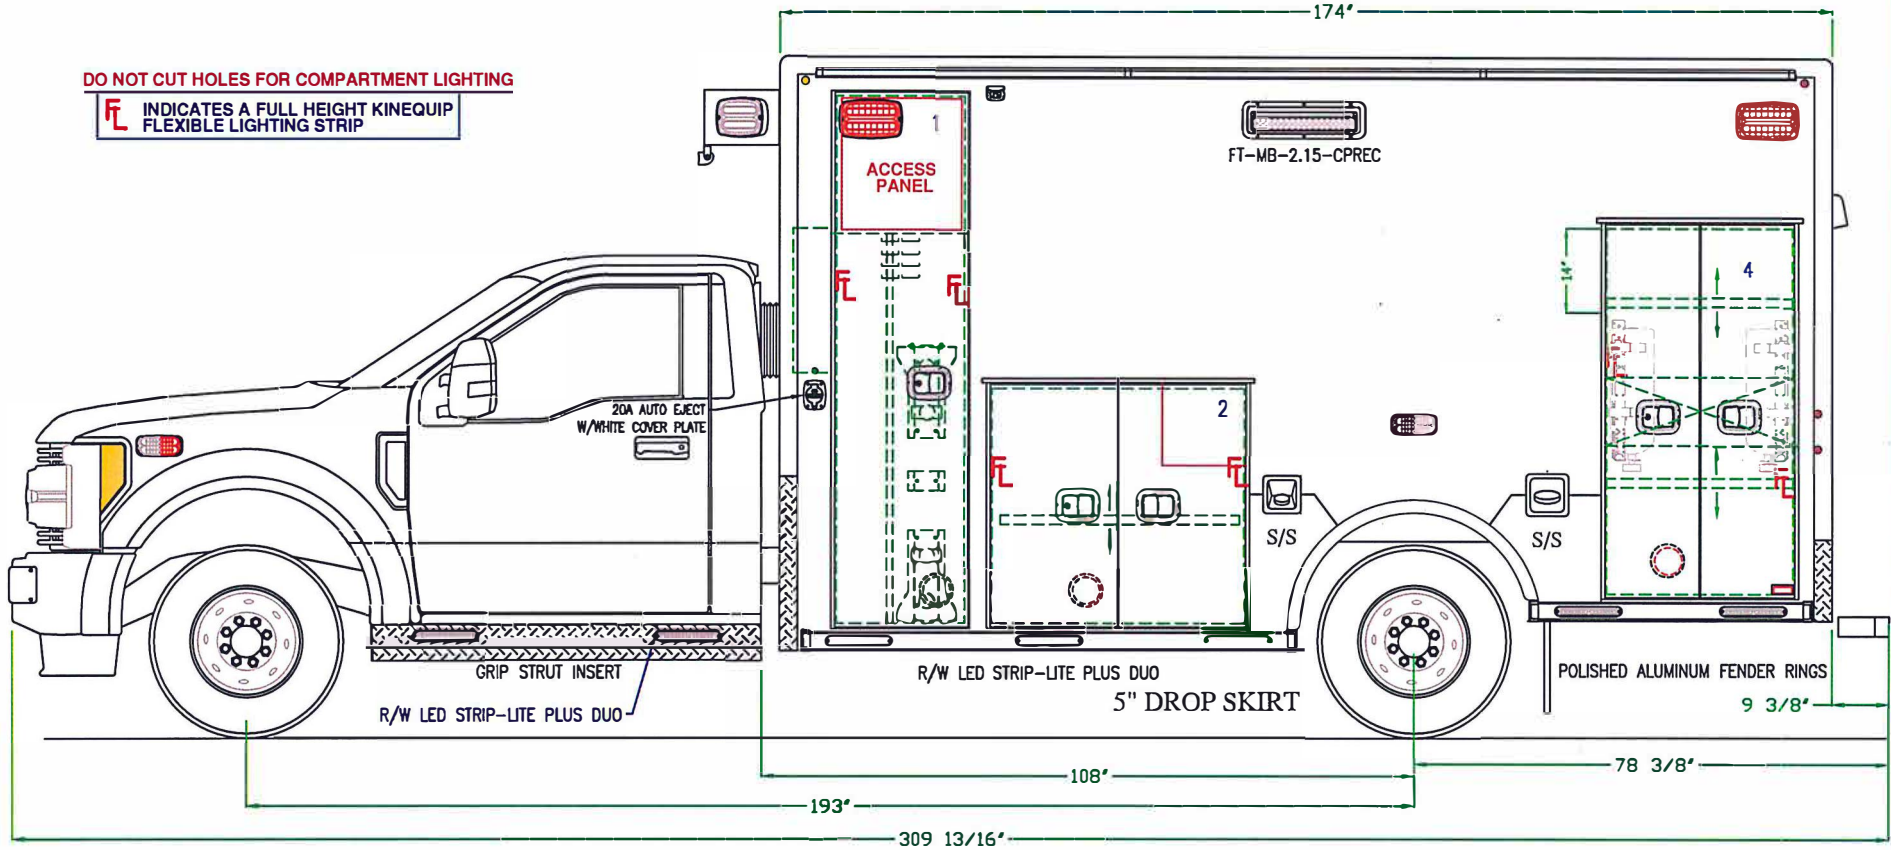 174"
DO NOT CUT HOLES FOR COMPARTMENT LIGHTING
FL INDICATES A FULL HEIGHT KINEQUIP
FLEXIBLE LIGHTING STRIP
1
ACCESS
PANEL
FT-MB-2.15-CPREC
14"
4
FL
FL
20A AUTO EJECT
W/WHITE COVER PLATE
2
FL
FL
FL
FL
S/S
S/S
GRIP STRUT INSERT
R/W LED STRIP-LITE PLUS DUO
POLISHED ALUMINUM FENDER RINGS
5" DROP SKIRT
R/W LED STRIP-LITE PLUS DUO
9 3/8"
78 3/8"
108"
193"
309 13/16"